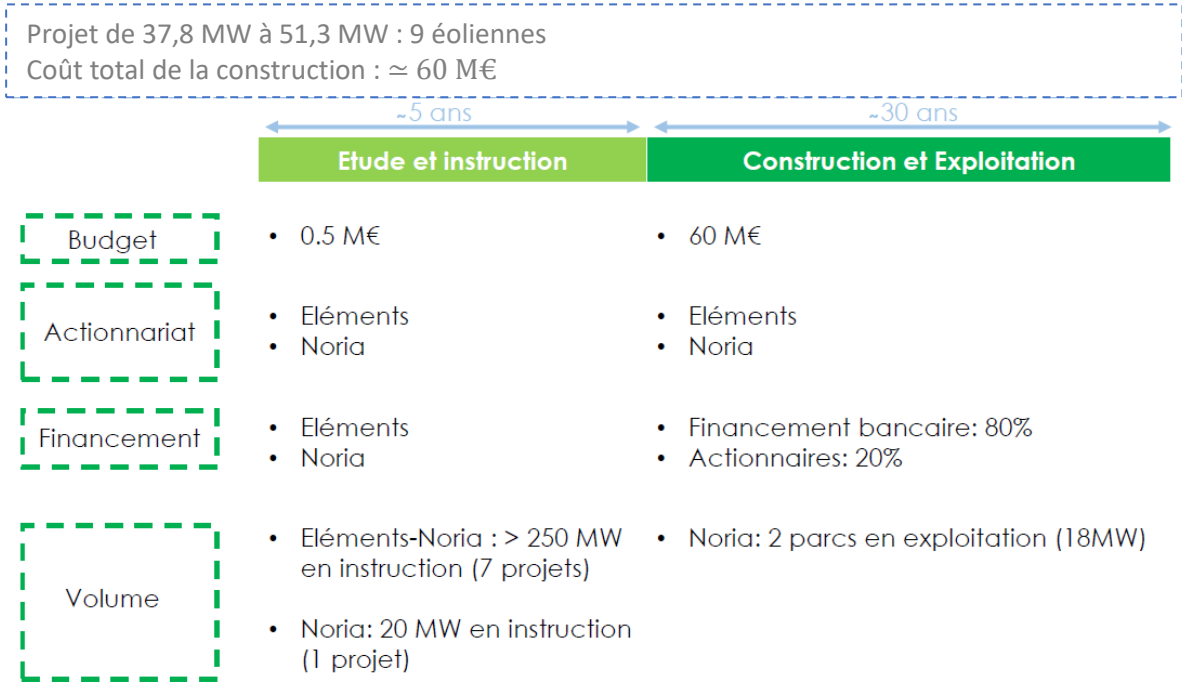 Projet de 37,8 MW à 51,3 MW : 9 éoliennes
Coût total de la construction : ≃ 60 M€
~5 ans
~30 ans
Etude et instruction
Construction et Exploitation
Budget
• 0.5 M€
• 60 M€
Actionnariat
• Eléments
• Noria
• Eléments
• Noria
Financement
• Eléments
• Noria
• Financement bancaire: 80%
• Actionnaires: 20%
Volume
• Eléments-Noria : > 250 MW
en instruction (7 projets)
• Noria: 20 MW en instruction
(1 projet)
• Noria: 2 parcs en exploitation (18MW)